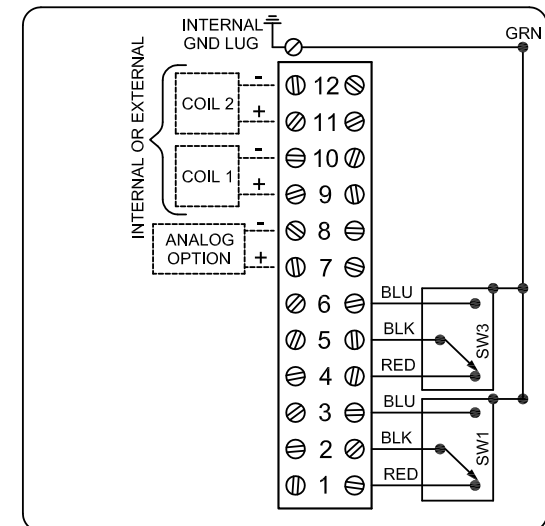 INTERNAL
GND LUG
GRN
INTERNAL OR EXTERNAL
COIL 2
-
+
12
11
COIL 1
-
+
10
9
ANALOG
OPTION
-
+
8
7
6
BLU
5
BLK
4
RED
SW3
3
BLU
2
BLK
1
RED
SW1